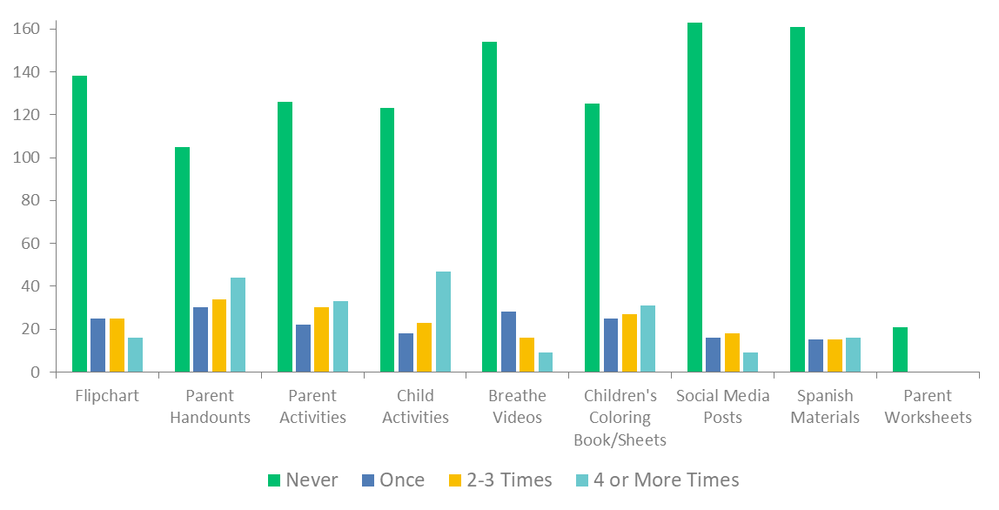 160
140
120
100
80
60
40
20
0
Flipchart
Parent
Handounts
Parent
Activities
Child
Activities
Breathe
Videos
Children's
Coloring
Book/Sheets
Social Media
Posts
Spanish
Materials
Parent
Worksheets
Never Once 2-3 Times 4 or More Times